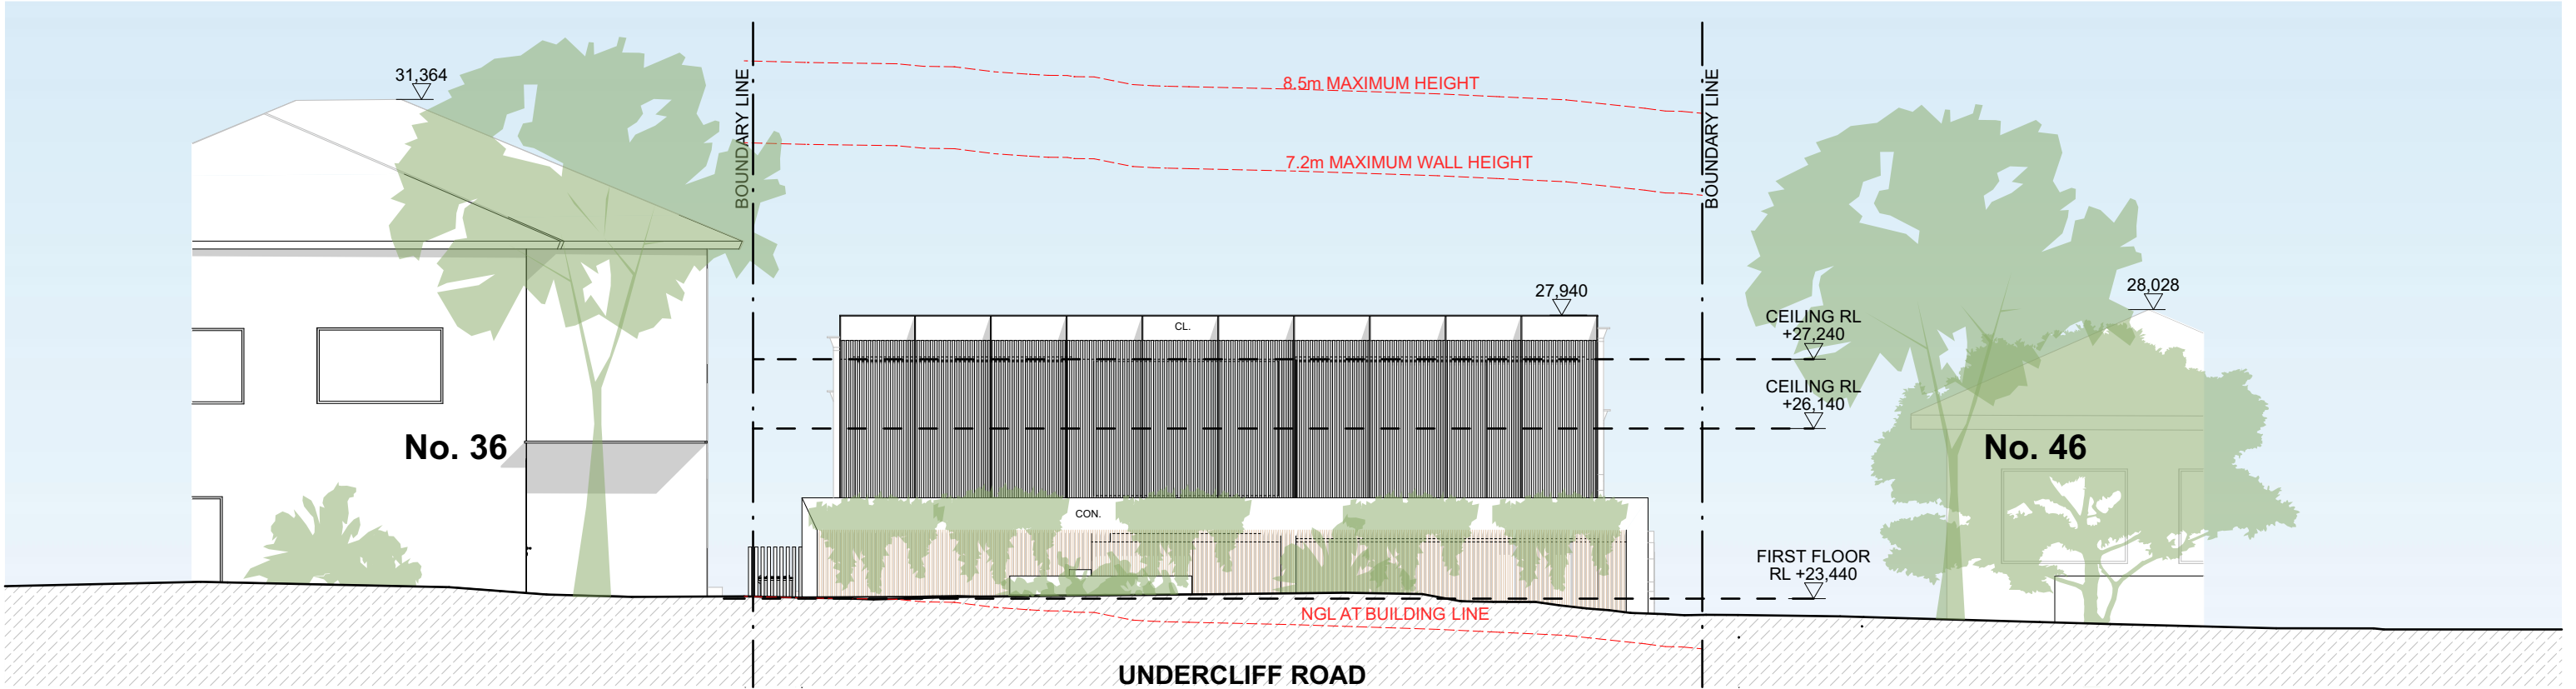 31,364
BOUNDARY LINE
8.5m MAXIMUM HEIGHT
BOUNDARY LINE
7.2m MAXIMUM WALL HEIGHT
27,940
28,028
CL.
CEILING RL
+27,240
CEILING RL
+26,140
No. 36
No. 46
CON.
FIRST FLOOR
RL +23,440
NGL AT BUILDING LINE
UNDERCLIFF ROAD